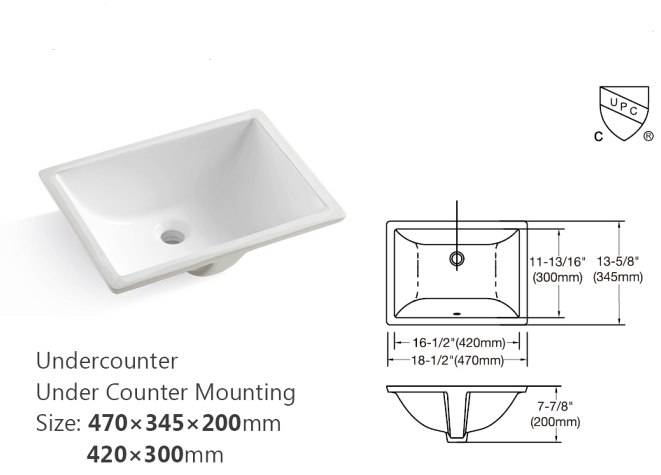 UPC
C ®
11-13/16" 13-5/8"
(300mm) (345mm)
16-1/2"(420mm)
18-1/2"(470mm)
Undercounter
Under Counter Mounting
Size: 470×345×200mm
420×300mm
7-7/8"
(200mm)